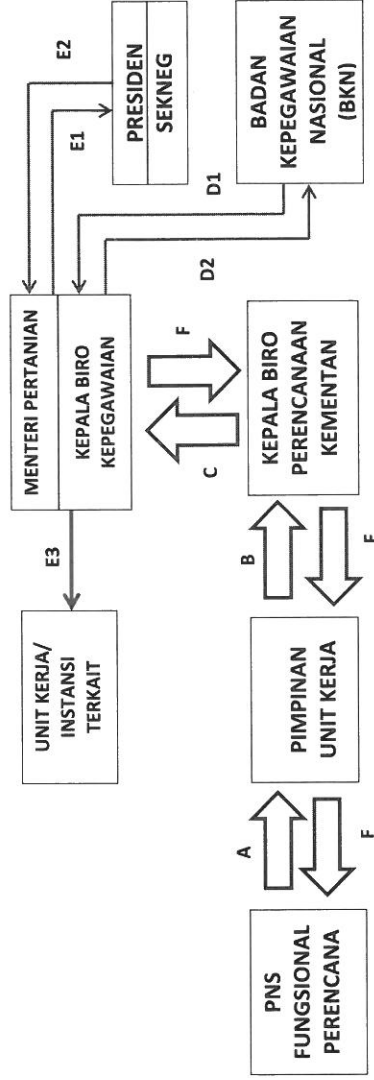 UNIT KERJA/
INSTANSI
TERKAIT
E3
MENTERI PERTANIAN
KEPALA BIRO
KEPEGAWAIAN
E2
E1
PRESIDEN
SEKNEG
D1
D2
C
F
BADAN
KEPEGAWAIAN
NASIONAL
(BKN)
PNS
FUNGSIONAL
PERENCANA
A
F
PIMPINAN
UNIT KERJA
B
F
KEPALA BIRO
PERENCANAAN
KEMENTAN